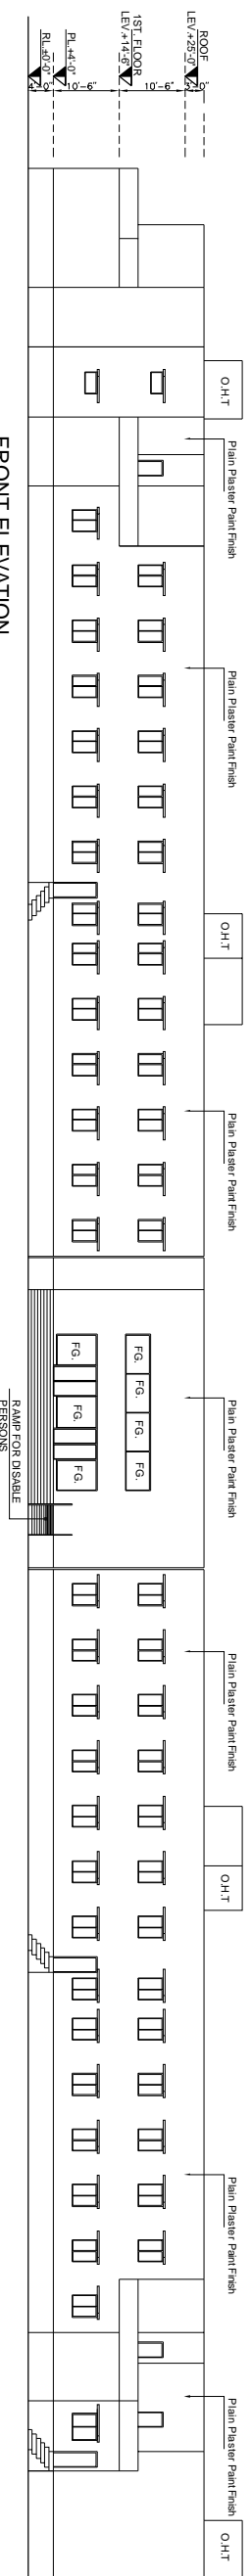 ROOF
LEV.+25'-0"
1ST. FLOOR
LEV.+14'-6"
PL.+4'-0"
RL.±0'-0"
5'-0"
10'-6"
10'-6"
4'-0"
O.H.T
Plain Plaster Paint Finish
Plain Plaster Paint Finish
O.H.T
Plain Plaster Paint Finish
Plain Plaster Paint Finish
Plain Plaster Paint Finish
O.H.T
Plain Plaster Paint Finish
Plain Plaster Paint Finish
O.H.T
FG.
FG.
FG.
FG.
FG.
FG.
FG.
RAMP FOR DISABLE
PERSONS
FRONT ELEVATION